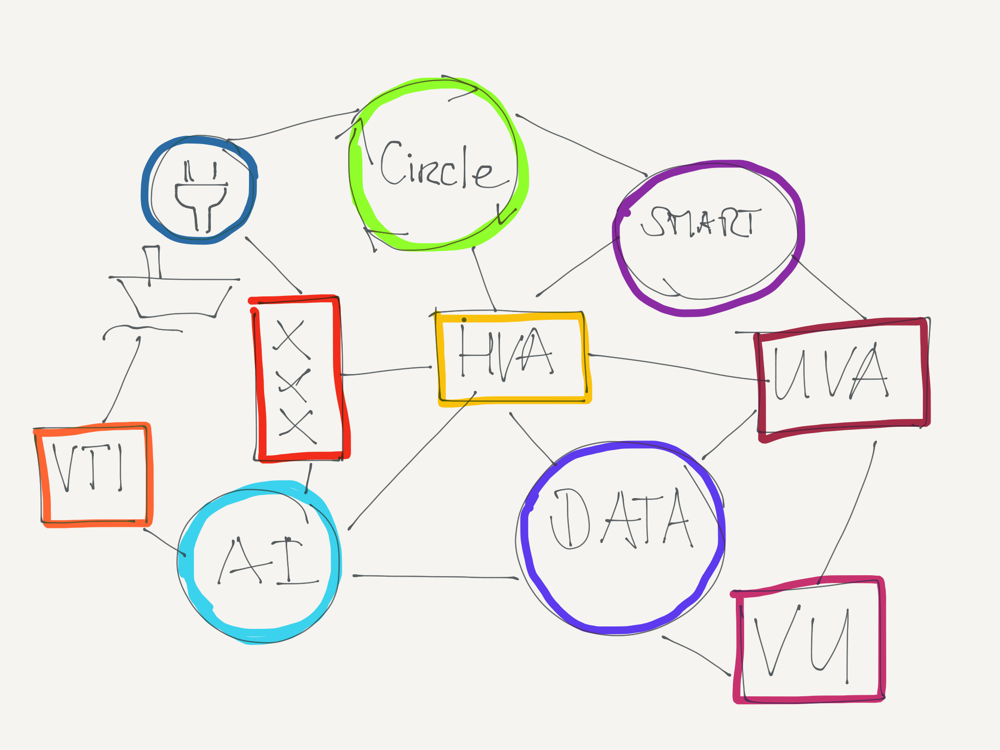 Circle
SMART
X
X
X
HVA
UVA
VTI
AI
DATA
VU